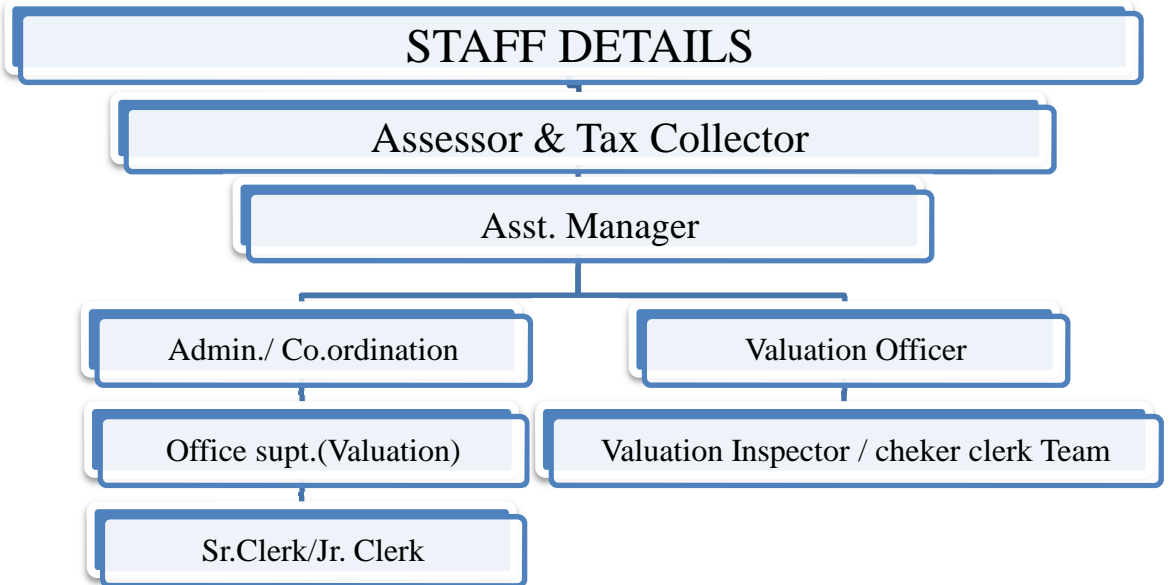 STAFF DETAILS
Assessor & Tax Collector
Asst. Manager
Admin./ Co.ordination
Valuation Officer
Office supt.(Valuation)
Valuation Inspector / cheker clerk Team
Sr.Clerk/Jr. Clerk